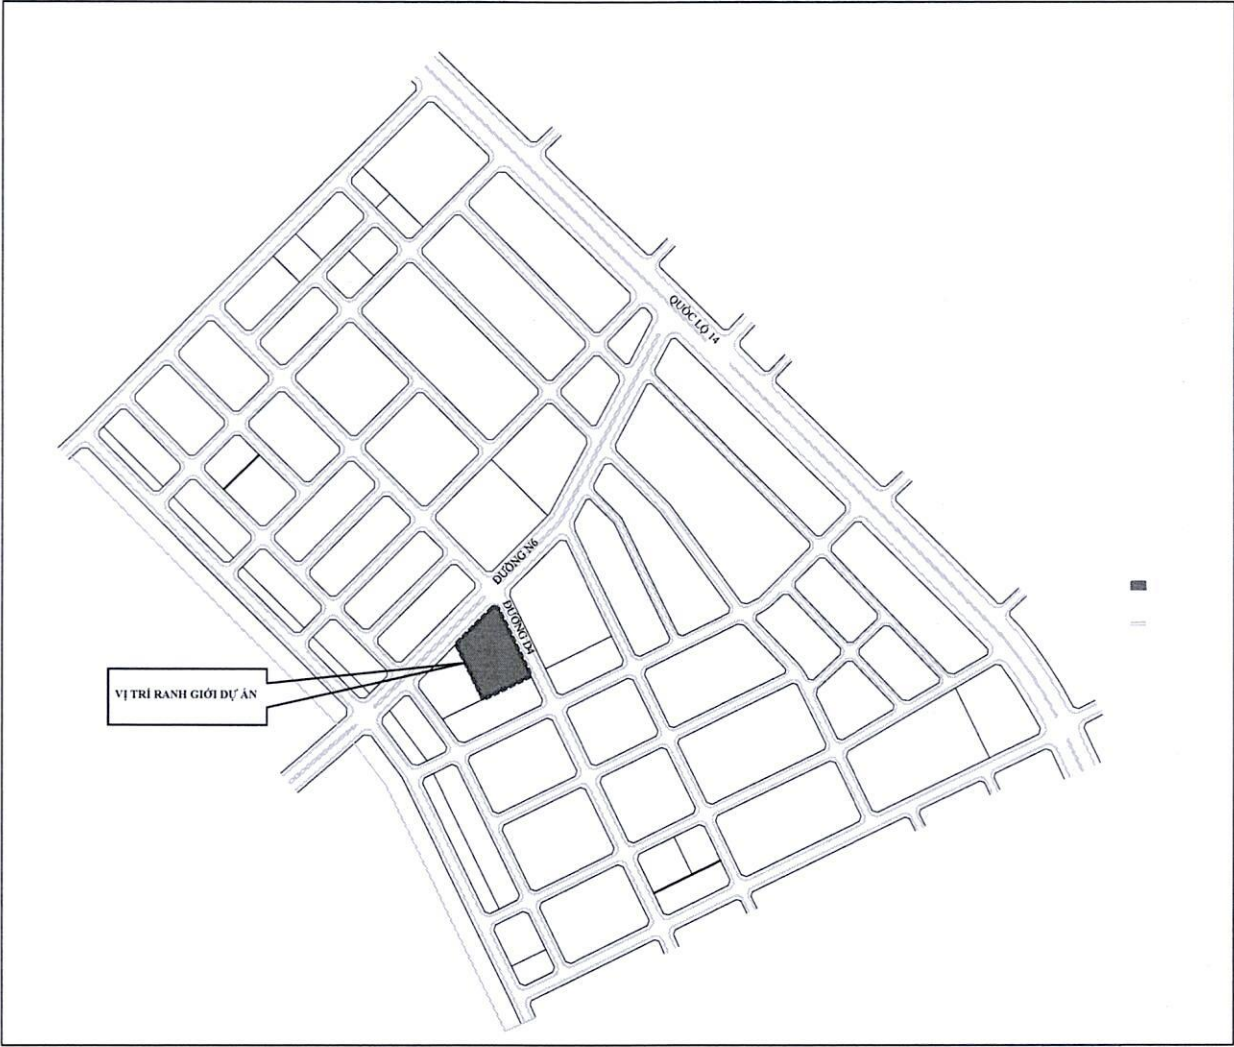 QUỐC LỘ 14
ĐƯỜNG N6
ĐƯỜNG D4
VỊ TRÍ RANH GIỚI DỰ ÁN